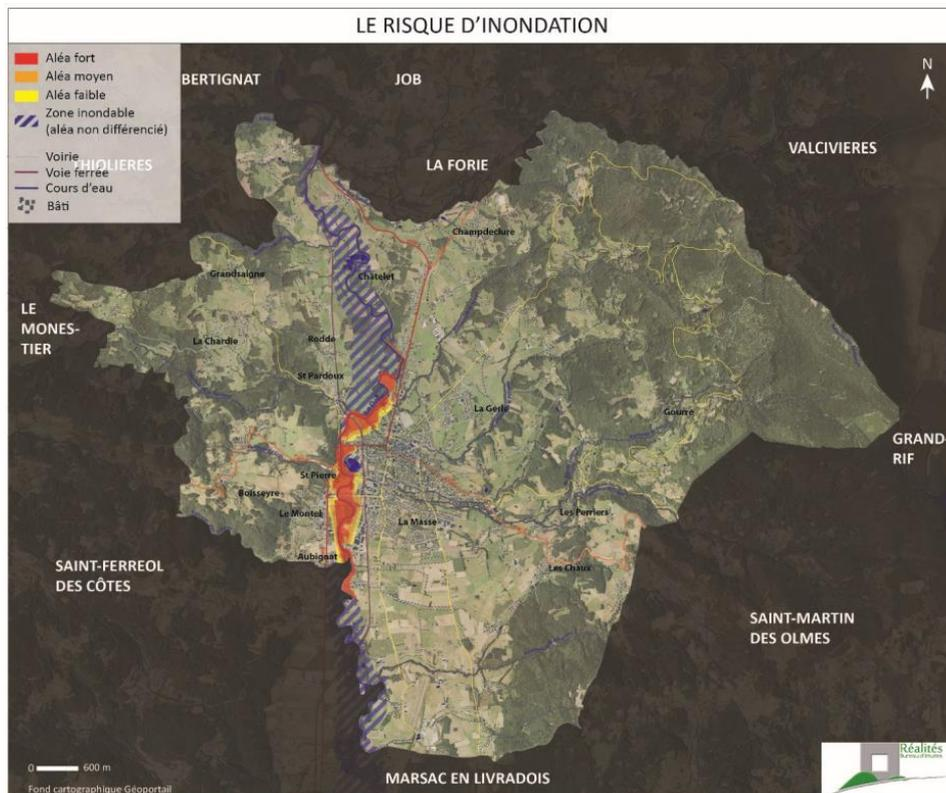 LE RISQUE D'INONDATION
Aléa fort
Aléa moyen
Aléa faible
Zone inondable
(aléa non différencié)
Voirie
Voie ferrée
Cours d'eau
Bâti
BERTIGNAT
JOB
N
THIOLIERES
LA FORIE
VALCIVIERES
Champdeclure
Grandsaigne
Châtelet
LE
MONES-
TIER
La Chardie
Rodde
St Pardoux
La Gerle
Gourre
GRAND-
RIF
St Pierre
Boisseyre
Le Montel
La Masse
Les Perriers
Aubignat
Les Chaux
SAINT-FERREOL
DES CÔTES
SAINT-MARTIN
DES OLMES
0 600 m
MARSAC EN LIVRADOIS
Fond cartographique Géoportail
Réalités
Bureau d'études